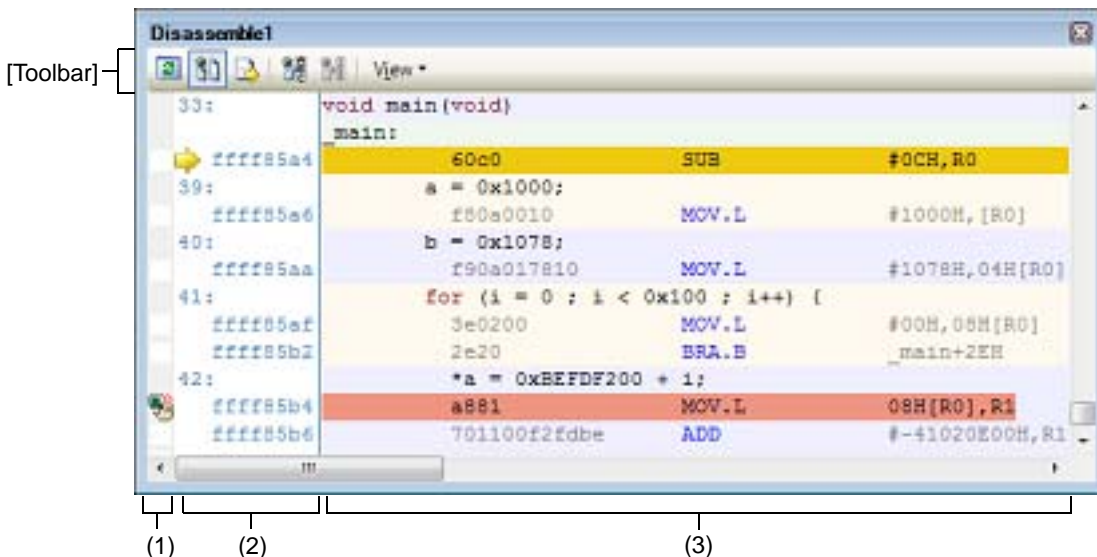 Disassemble1
[Toolbar]
View
33: void main(void)
_main:
ffff85a4 60c0 SUB #0CH,R0
39: a = 0x1000;
ffff85a6 f80a0010 MOV.L #1000H,[R0]
40: b = 0x1078;
ffff85aa f90a017810 MOV.L #1078H,04H[R0]
41: for (i = 0 ; i < 0x100 ; i++) {
ffff85af 3e0200 MOV.L #00H,08H[R0]
ffff85b2 2e20 BRA.B _main+2EH
42: *a = 0xBEFDF200 + i;
ffff85b4 a881 MOV.L 08H[R0],R1
ffff85b6 701100f2fdbe ADD #-41020E00H,R1
(1) (2) (3)